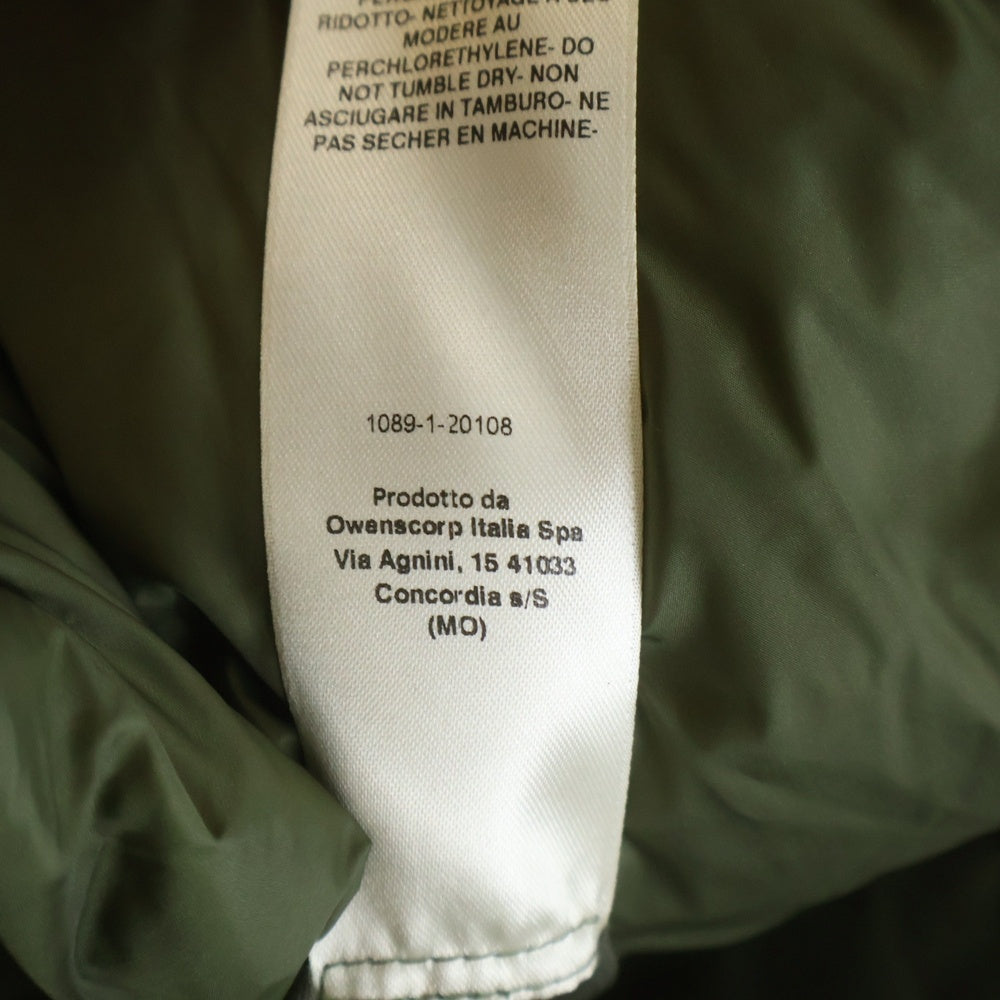 RIDOTTO- NETTOYAGE A SEC
MODERE AU
PERCHLORETHYLENE- DO
NOT TUMBLE DRY- NON
ASCIUGARE IN TAMBURO- NE
PAS SECHER EN MACHINE-
1089-1-20108
Prodotto da
Owenscorp Italia Spa
Via Agnini, 15 41033
Concordia s/S
(MO)